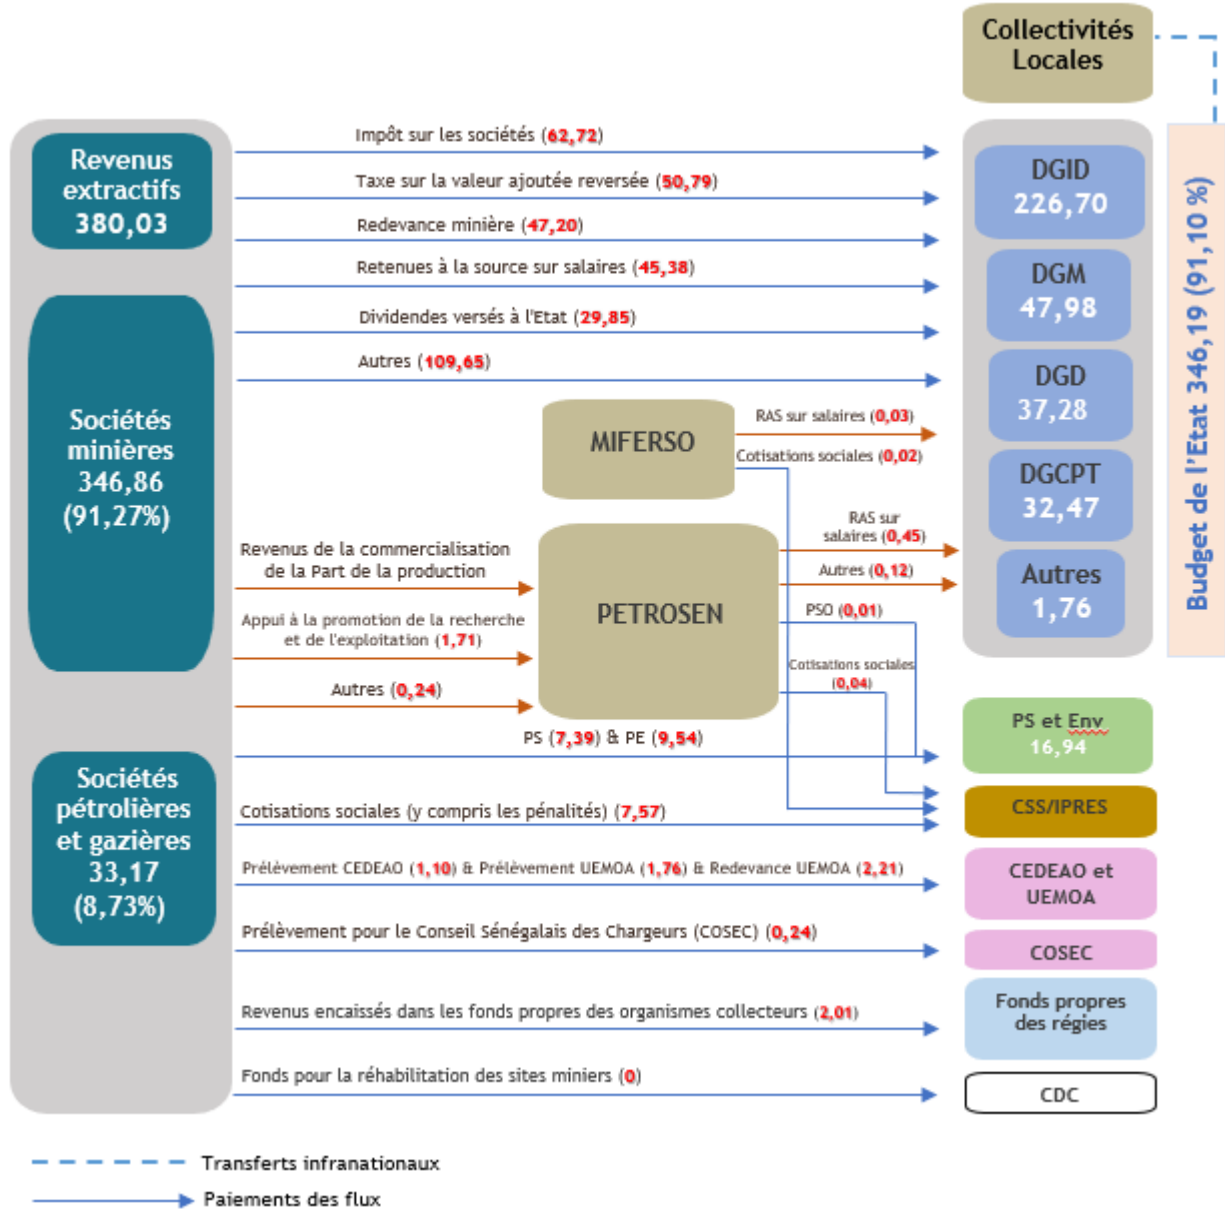 Collectivités
Locales
Revenus
extractifs
380,03
Impôt sur les sociétés (62,72)
Taxe sur la valeur ajoutée reversée (50,79)
Redevance minière (47,20)
Retenues à la source sur salaires (45,38)
Dividendes versés à l'Etat (29,85)
Autres (109,65)
DGID
226,70
DGM
47,98
DGD
37,28
DGCPT
32,47
Autres
1,76
Budget de l'Etat 346,19 (91,10 %)
Sociétés
minières
346,86
(91,27%)
MIFERSO
RAS sur salaires (0,03)
Cotisations sociales (0,02)
Revenus de la commercialisation
de la Part de la production
Appui à la promotion de la recherche
et de l'exploitation (1,71)
Autres (0,24)
PETROSEN
RAS sur
salaires (0,45)
Autres (0,12)
PSO (0,01)
Cotisations sociales
(0,04)
PS (7,39) & PE (9,54)
PS et Env
16,94
Sociétés
pétrolières
et gazières
33,17
(8,73%)
Cotisations sociales (y compris les pénalités) (7,57)
CSS/IPRES
Prélèvement CEDEAO (1,10) & Prélèvement UEMOA (1,76) & Redevance UEMOA (2,21)
CEDEAO et
UEMOA
Prélèvement pour le Conseil Sénégalais des Chargeurs (COSEC) (0,24)
COSEC
Revenus encaissés dans les fonds propres des organismes collecteurs (2,01)
Fonds propres
des régies
Fonds pour la réhabilitation des sites miniers (0)
CDC
Transferts infranationaux
Paiements des flux